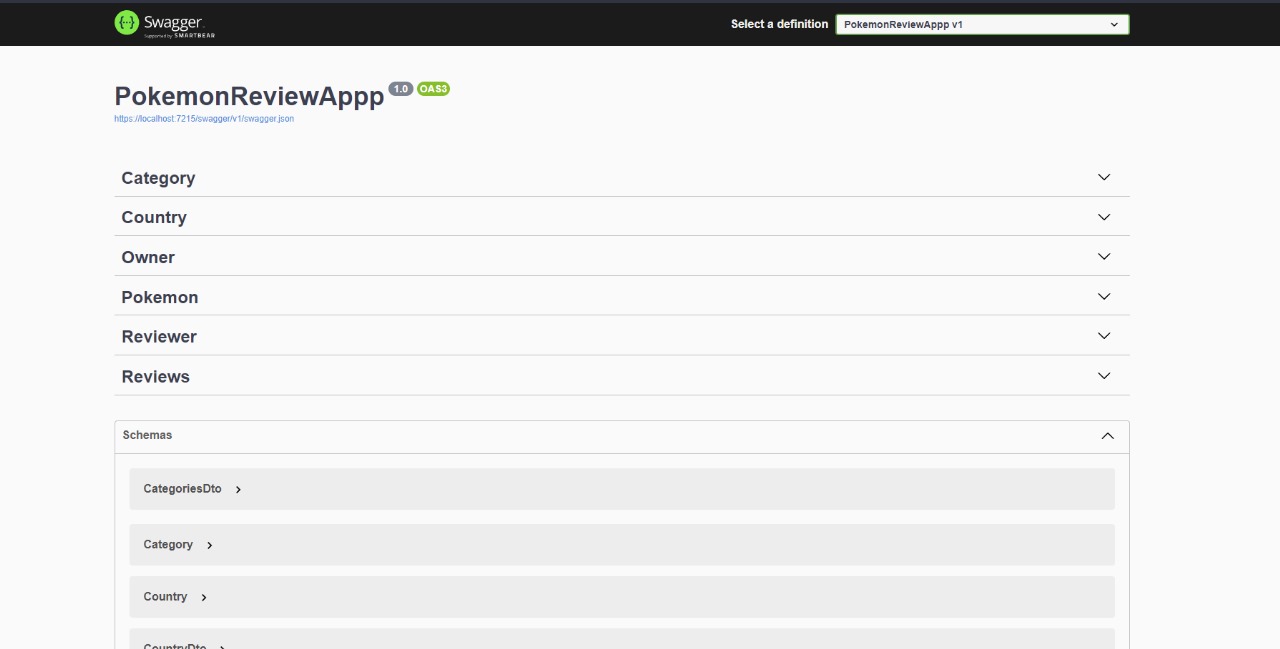 Swagger.
Supported by SMARTBEAR
Select a definition
PokemonReviewAppp v1
PokemonReviewAppp 1.0 OAS3
https://localhost:7215/swagger/v1/swagger.json
Category
Country
Owner
Pokemon
Reviewer
Reviews
Schemas
CategoriesDto
Category
Country
CountryDto